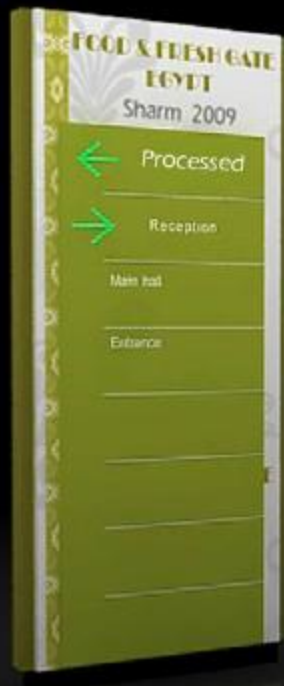 FOOD & FRESH GATE
EGYPT
Sharm 2009
Processed
Reception
Main hall
Entrance